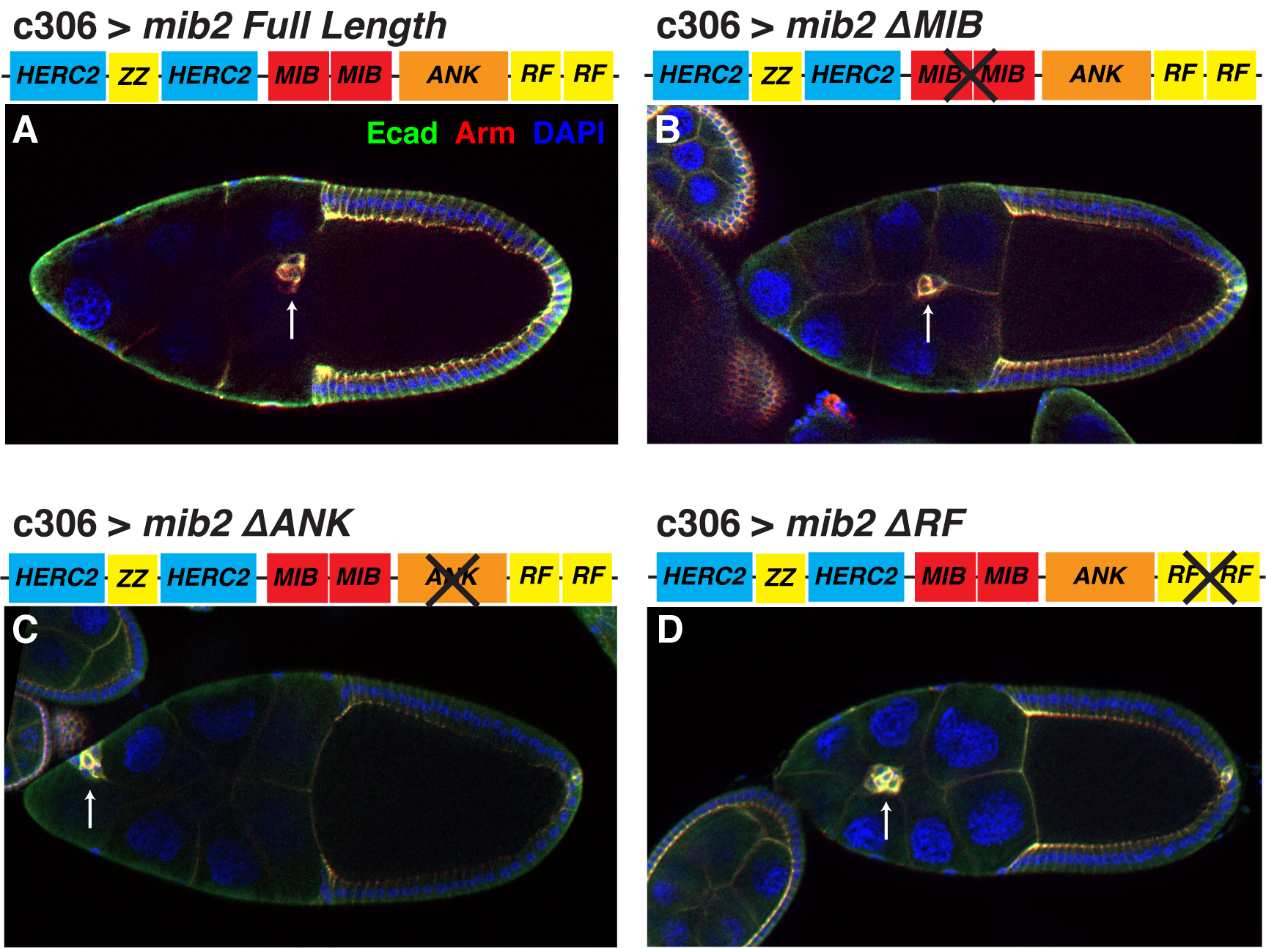 c306 > mib2 Full Length
HERC2 ZZ HERC2 MIB MIB ANK RF RF
A
Ecad Arm DAPI
c306 > mib2 ΔMIB
HERC2 ZZ HERC2 MIB MIB ANK RF RF
B
c306 > mib2 ΔANK
HERC2 ZZ HERC2 MIB MIB ANK RF RF
C
c306 > mib2 ΔRF
HERC2 ZZ HERC2 MIB MIB ANK RF RF
D